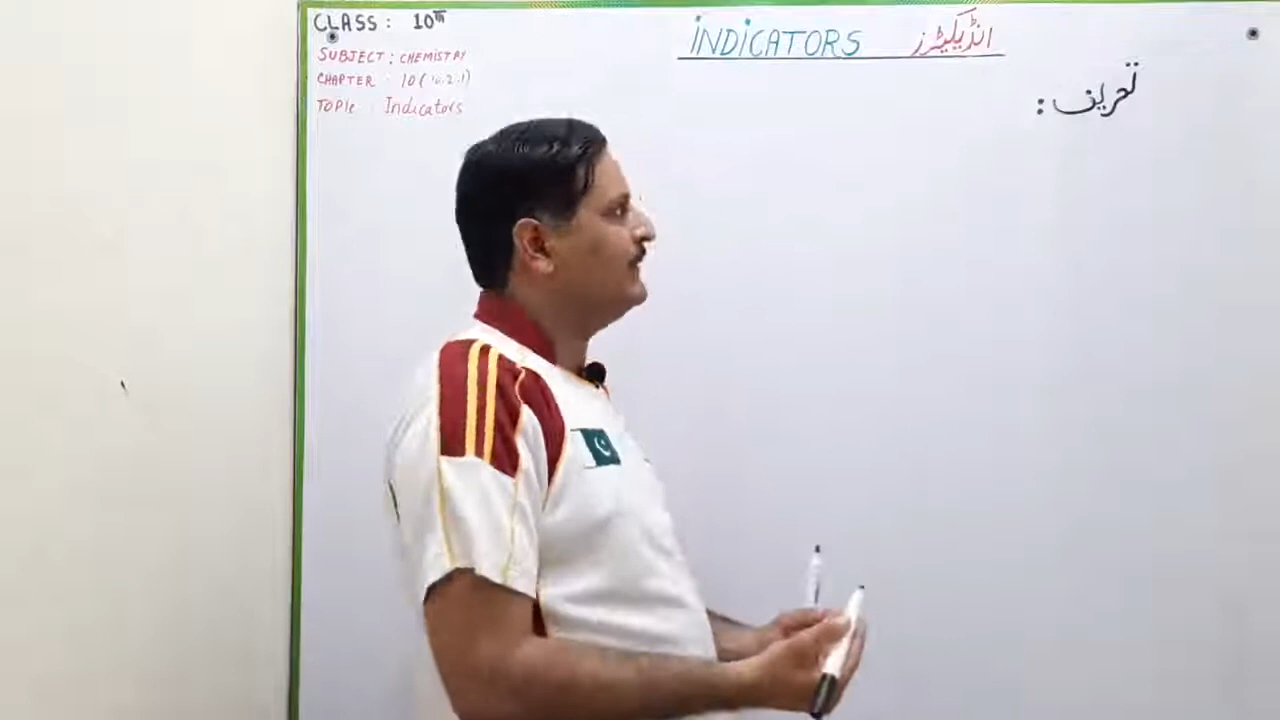 CLASS: 10th
SUBJECT: CHEMISTRY
CHAPTER: 10 (10.2.1)
TOPIC: Indicators
INDICATORS انڈیکیٹرز
تعریف: